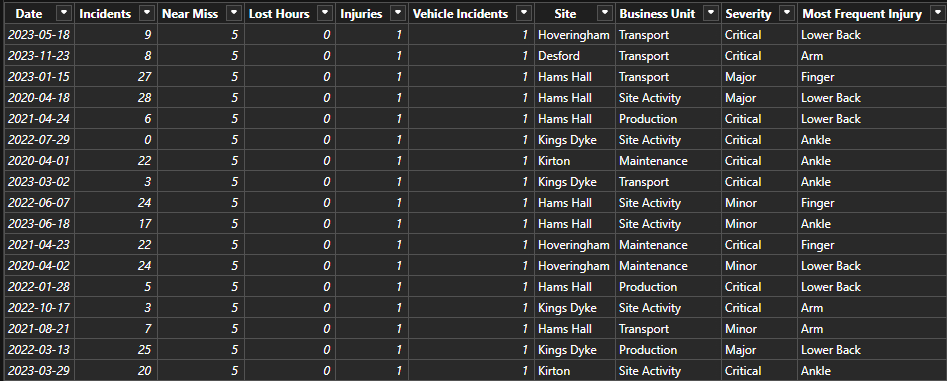 Date Incidents Near Miss Lost Hours Injuries Vehicle Incidents Site Business Unit Severity Most Frequent Injury
2023-05-18 9 5 0 1 1 Hoveringham Transport Critical Lower Back
2023-11-23 8 5 0 1 1 Desford Transport Critical Arm
2023-01-15 27 5 0 1 1 Hams Hall Transport Major Finger
2020-04-18 28 5 0 1 1 Hams Hall Site Activity Major Lower Back
2021-04-24 6 5 0 1 1 Hams Hall Production Critical Lower Back
2022-07-29 0 5 0 1 1 Kings Dyke Site Activity Critical Ankle
2020-04-01 22 5 0 1 1 Kirton Maintenance Critical Ankle
2023-03-02 3 5 0 1 1 Kings Dyke Transport Critical Ankle
2022-06-07 24 5 0 1 1 Hams Hall Site Activity Minor Finger
2023-06-18 17 5 0 1 1 Hams Hall Site Activity Minor Ankle
2021-04-23 22 5 0 1 1 Hoveringham Maintenance Critical Finger
2020-04-02 24 5 0 1 1 Hoveringham Maintenance Minor Lower Back
2022-01-28 5 5 0 1 1 Hams Hall Production Critical Lower Back
2022-10-17 3 5 0 1 1 Kings Dyke Site Activity Critical Arm
2021-08-21 7 5 0 1 1 Hams Hall Transport Minor Arm
2022-03-13 25 5 0 1 1 Kings Dyke Production Major Lower Back
2023-03-29 20 5 0 1 1 Kirton Site Activity Critical Ankle